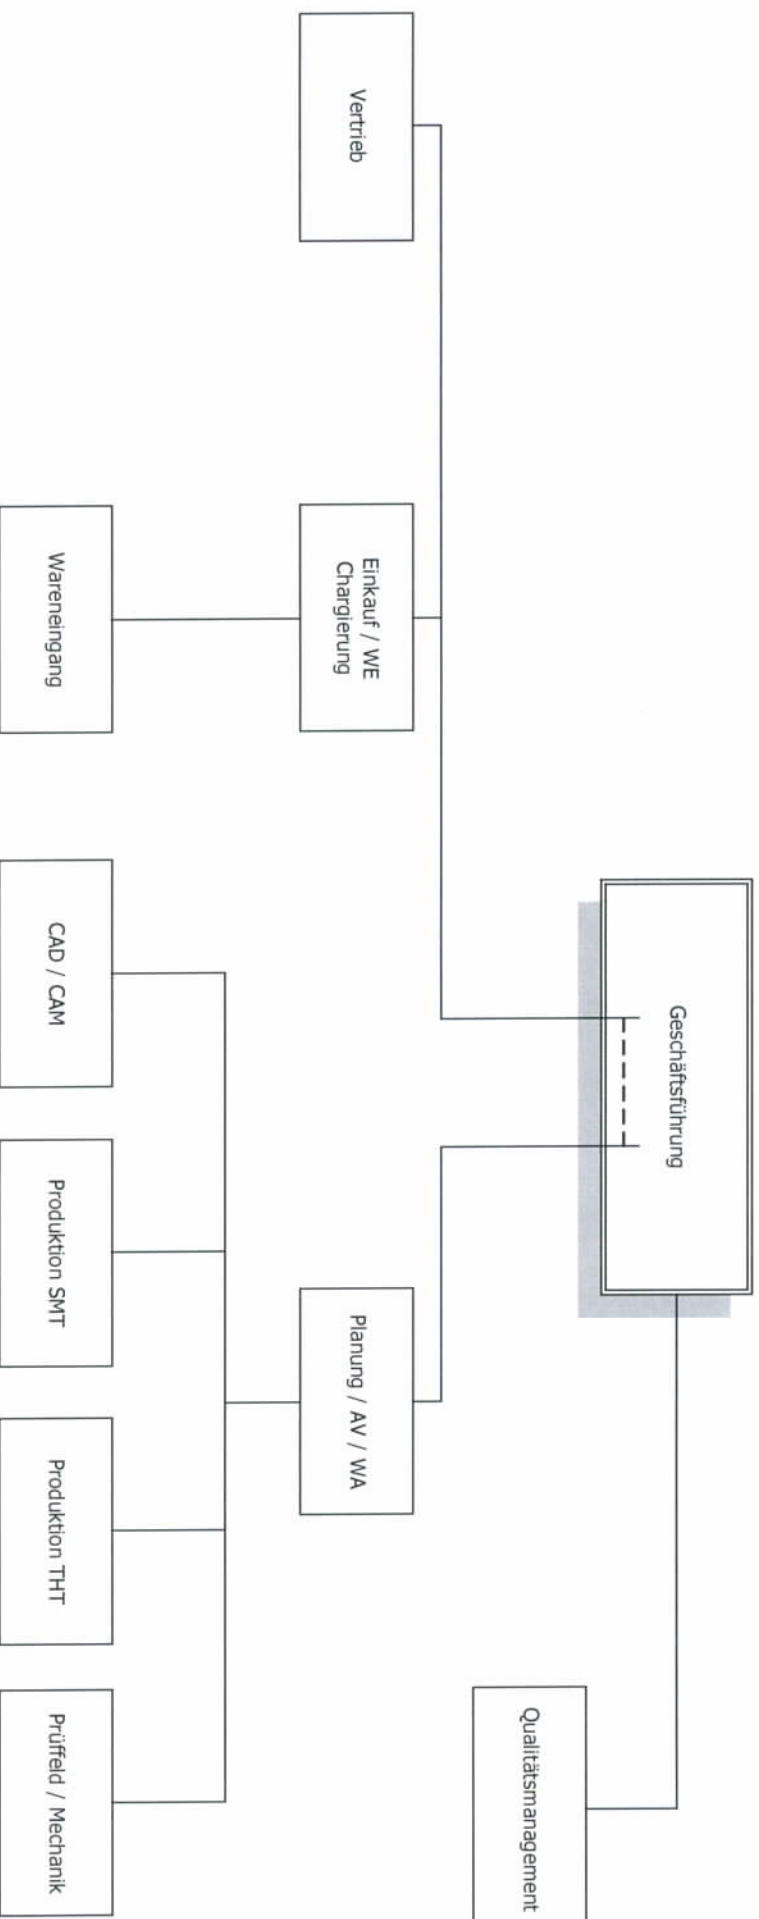 Geschäftsführung
Qualitätsmanagement
Vertrieb
Einkauf / WE
Chargierung
Planung / AV / WA
Wareneingang
CAD / CAM
Produktion SMT
Produktion THT
Prüffeld / Mechanik